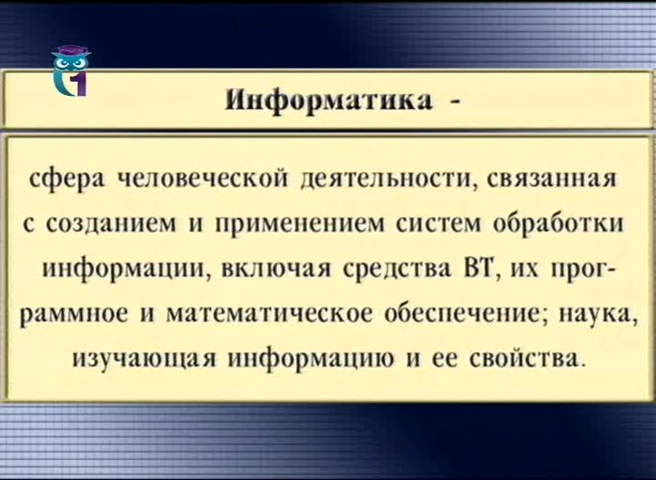 1
Информатика -
сфера человеческой деятельности, связанная
с созданием и применением систем обработки
информации, включая средства ВТ, их прог-
раммное и математическое обеспечение; наука,
изучающая информацию и ее свойства.